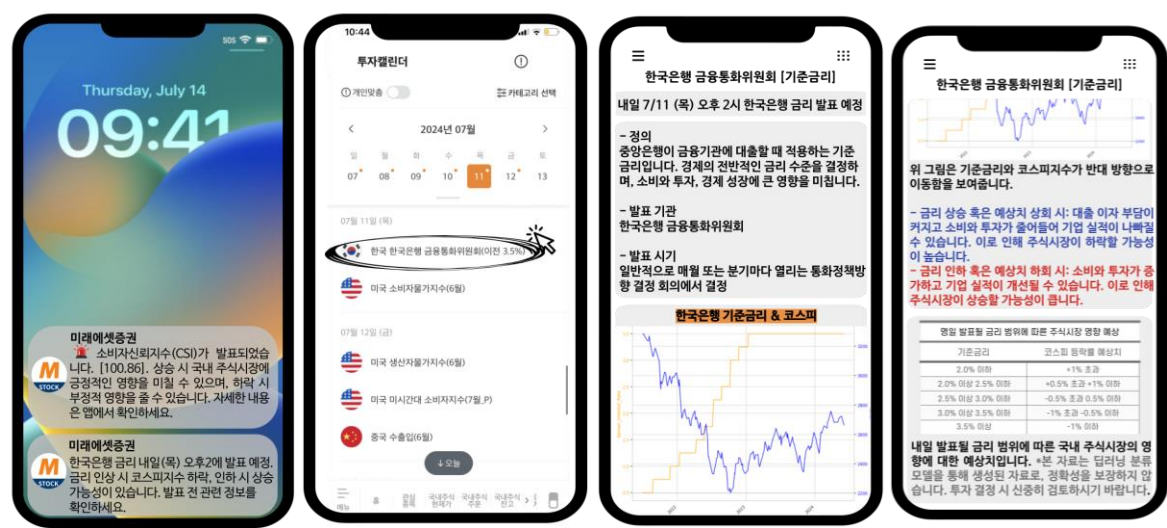 SOS
Thursday, July 14
09:41
미래에셋증권
🚨 소비자신뢰지수(CSI)가 발표되었습
니다. [100.86]. 상승 시 국내 주식시장에
긍정적인 영향을 미칠 수 있으며, 하락 시
부정적 영향을 줄 수 있습니다. 자세한 내용
은 앱에서 확인하세요.
M
STOCK
미래에셋증권
한국은행 금리 내일(목) 오후2에 발표 예정.
금리 인상 시 코스피지수 하락, 인하 시 상승
가능성이 있습니다. 발표 전 관련 정보를
확인하세요.
M
STOCK
10:44
투자캘린더
개인맞춤
카테고리 선택
2024년 07월
일 월 화 수 목 금 토
07 08 09 10 11 12 13
07월 11일 (목)
한국 한국은행 금융통화위원회(이전 3.5%)
미국 소비자물가지수(6월)
07월 12일 (금)
미국 생산자물가지수(6월)
미국 미시간대 소비자지수(7월_P)
중국 수출입(6월)
↓ 오늘
메뉴
홈
관심종목
국내주식 현재가
국내주식 주문
국내주식 잔고
한국은행 금융통화위원회 [기준금리]
내일 7/11 (목) 오후 2시 한국은행 금리 발표 예정
- 정의
중앙은행이 금융기관에 대출할 때 적용하는 기준
금리입니다. 경제의 전반적인 금리 수준을 결정하
며, 소비와 투자, 경제 성장에 큰 영향을 미칩니다.
- 발표 기관
한국은행 금융통화위원회
- 발표 시기
일반적으로 매월 또는 분기마다 열리는 통화정책방
향 결정 회의에서 결정
한국은행 기준금리 & 코스피
한국은행 금융통화위원회 [기준금리]
위 그림은 기준금리와 코스피지수가 반대 방향으로
이동함을 보여줍니다.
- 금리 상승 혹은 예상치 상회 시: 대출 이자 부담이
커지고 소비와 투자가 줄어들어 기업 실적이 나빠질
수 있습니다. 이로 인해 주식시장이 하락할 가능성
이 높습니다.
- 금리 인하 혹은 예상치 하회 시: 소비와 투자가 증
가하고 기업 실적이 개선될 수 있습니다. 이로 인해
주식시장이 상승할 가능성이 큽니다.
명일 발표될 금리 범위에 따른 주식시장 영향 예상
기준금리 코스피 등락률 예상치
2.0% 이하 +1% 초과
2.0% 이상 2.5% 이하 +0.5% 초과 +1% 이하
2.5% 이상 3.0% 이하 -0.5% 초과 0.5% 이하
3.0% 이상 3.5% 이하 -1% 초과 -0.5% 이하
3.5% 이상 -1% 이하
내일 발표될 금리 범위에 따른 국내 주식시장의 영
향에 대한 예상치입니다. *본 자료는 딥러닝 분류
모델을 통해 생성된 자료로, 정확성을 보장하지 않
습니다. 투자 결정 시 신중히 검토하시기 바랍니다.